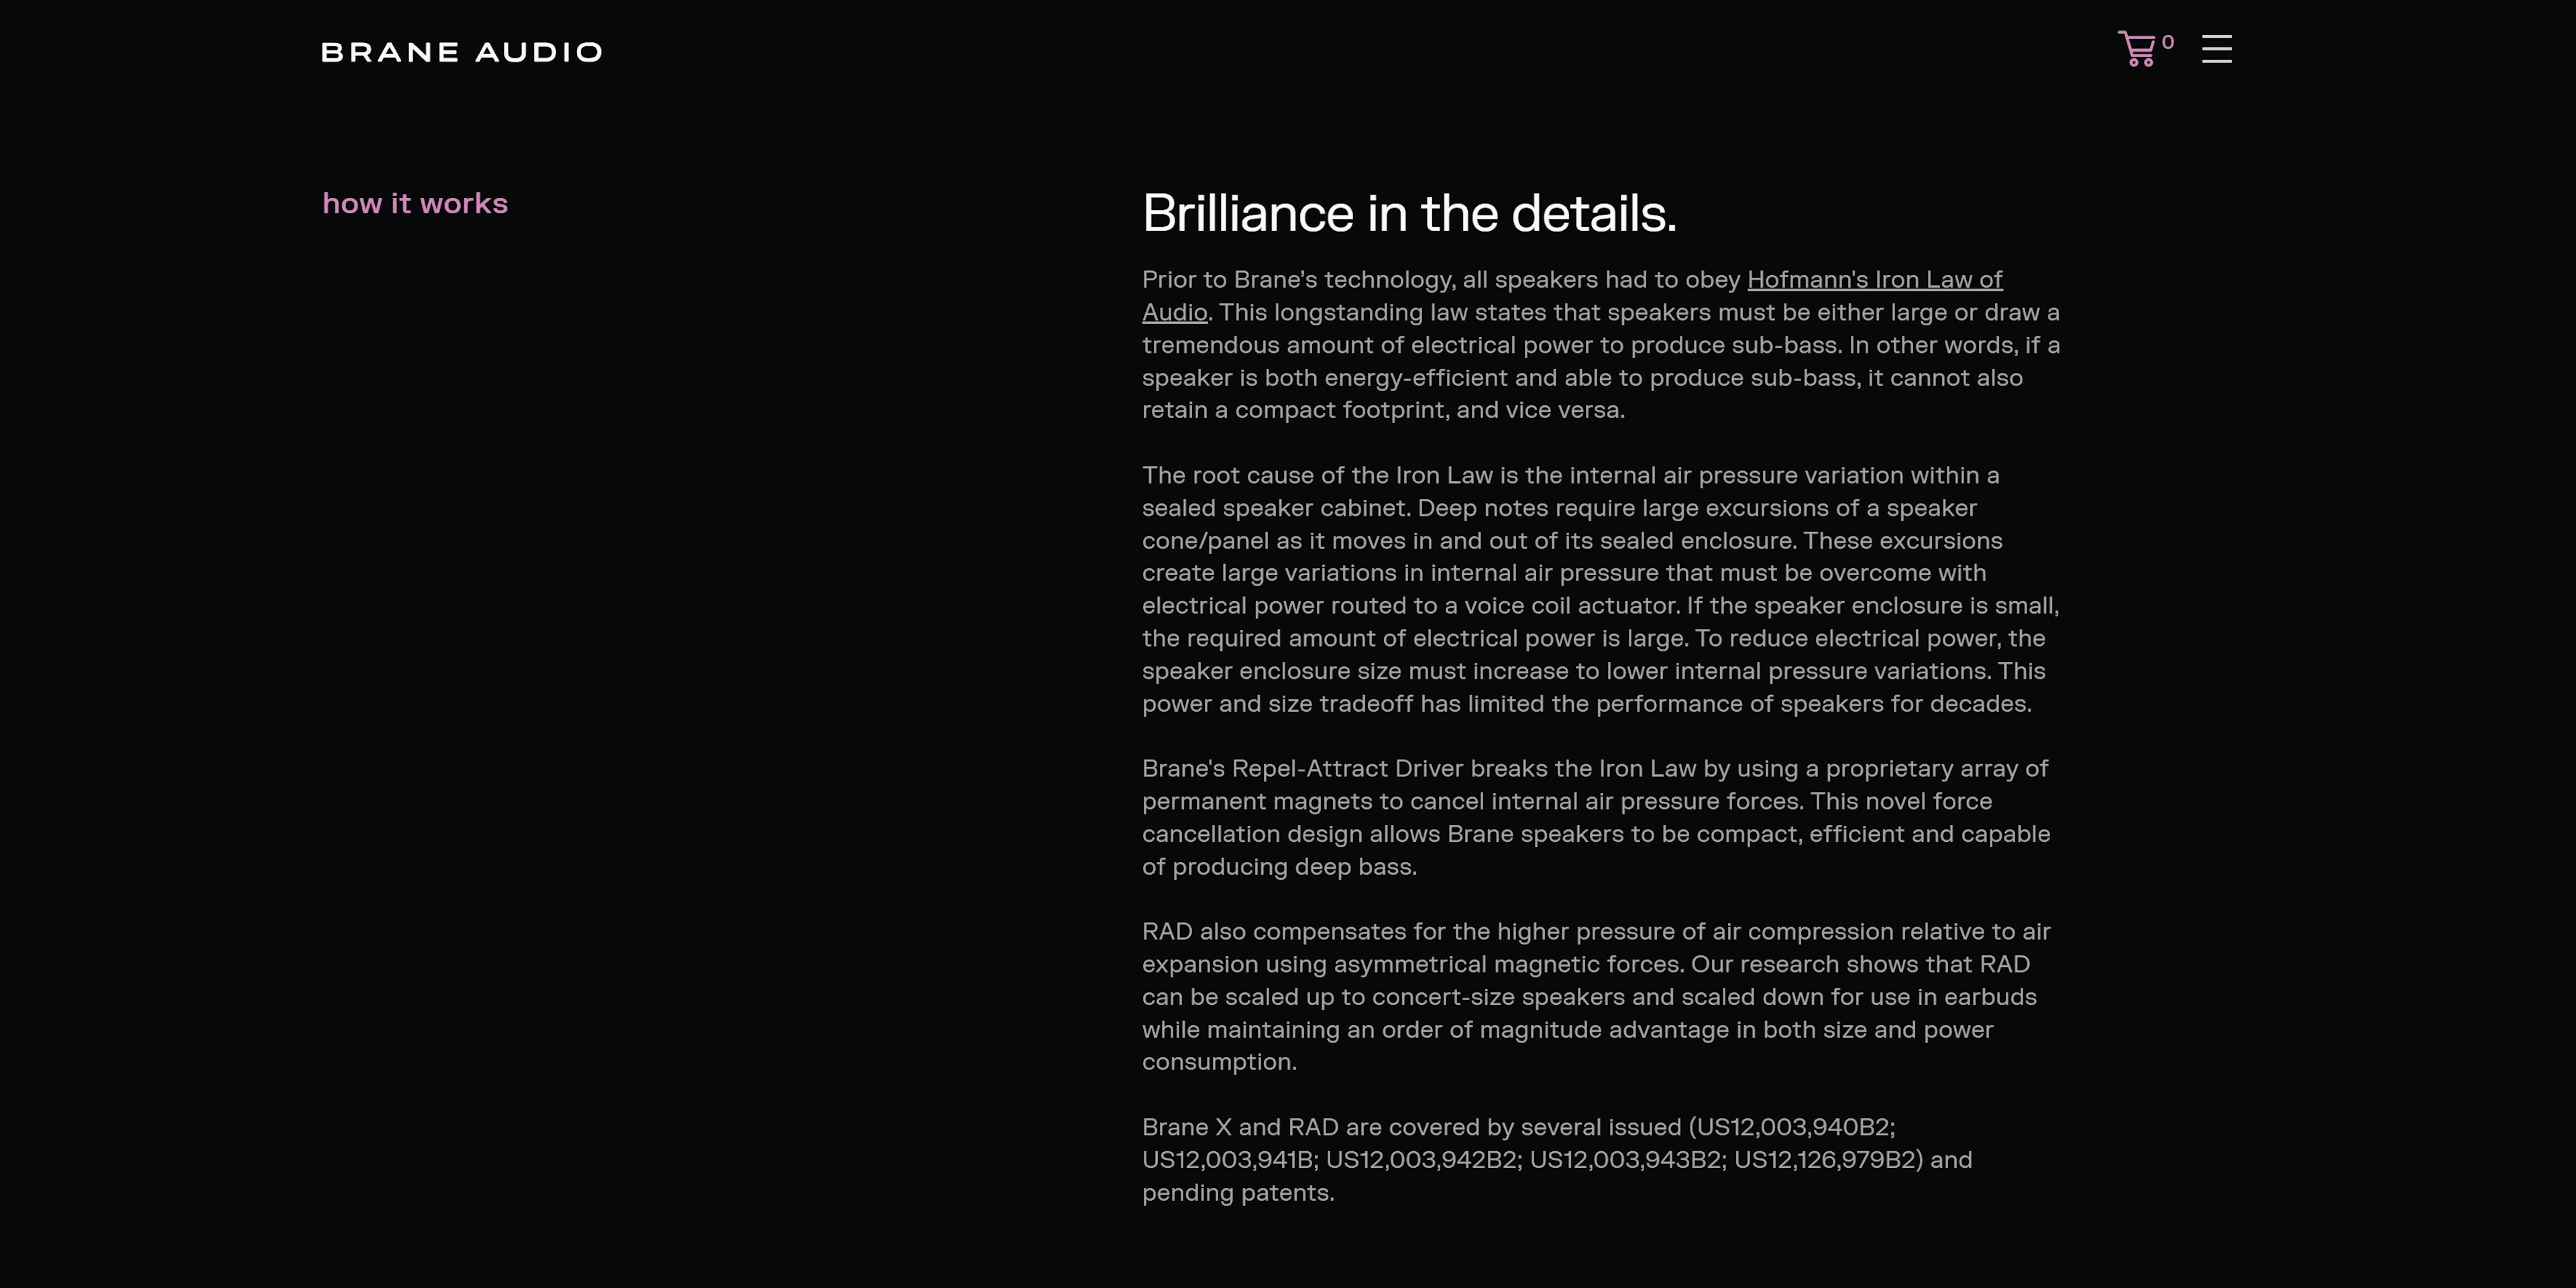 BRANE AUDIO
0
how it works
Brilliance in the details.
Prior to Brane’s technology, all speakers had to obey Hofmann's Iron Law of
Audio. This longstanding law states that speakers must be either large or draw a
tremendous amount of electrical power to produce sub-bass. In other words, if a
speaker is both energy-efficient and able to produce sub-bass, it cannot also
retain a compact footprint, and vice versa.
The root cause of the Iron Law is the internal air pressure variation within a
sealed speaker cabinet. Deep notes require large excursions of a speaker
cone/panel as it moves in and out of its sealed enclosure. These excursions
create large variations in internal air pressure that must be overcome with
electrical power routed to a voice coil actuator. If the speaker enclosure is small,
the required amount of electrical power is large. To reduce electrical power, the
speaker enclosure size must increase to lower internal pressure variations. This
power and size tradeoff has limited the performance of speakers for decades.
Brane's Repel-Attract Driver breaks the Iron Law by using a proprietary array of
permanent magnets to cancel internal air pressure forces. This novel force
cancellation design allows Brane speakers to be compact, efficient and capable
of producing deep bass.
RAD also compensates for the higher pressure of air compression relative to air
expansion using asymmetrical magnetic forces. Our research shows that RAD
can be scaled up to concert-size speakers and scaled down for use in earbuds
while maintaining an order of magnitude advantage in both size and power
consumption.
Brane X and RAD are covered by several issued (US12,003,940B2;
US12,003,941B; US12,003,942B2; US12,003,943B2; US12,126,979B2) and
pending patents.